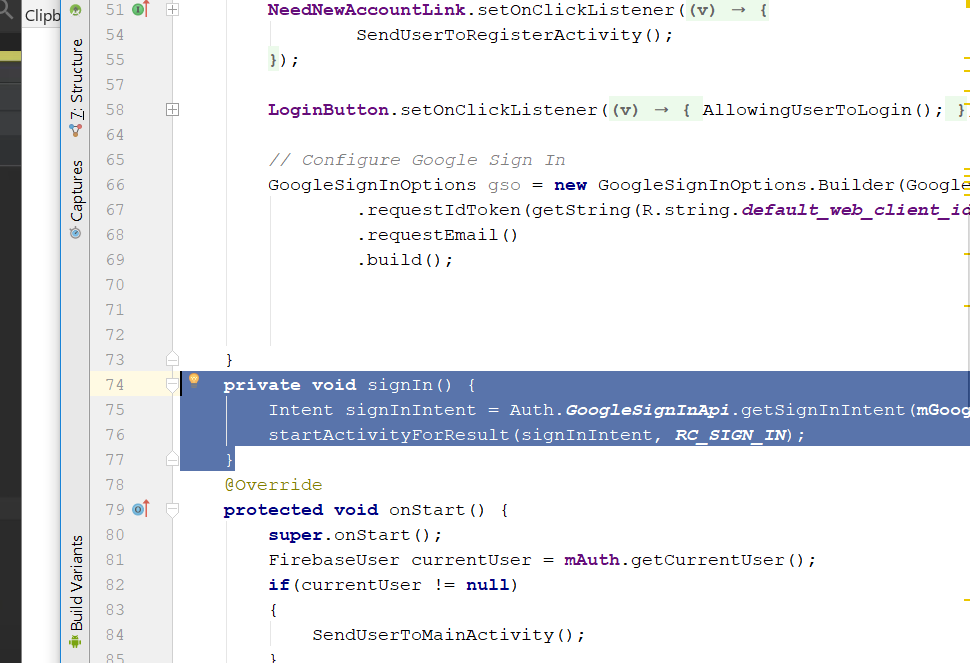 Clipb
7: Structure
Captures
Build Variants
51 NeedNewAccountLink.setOnClickListener((v) → {
54 SendUserToRegisterActivity();
55 });
57
58 LoginButton.setOnClickListener((v) → { AllowingUserToLogin(); }
64
65 // Configure Google Sign In
66 GoogleSignInOptions gso = new GoogleSignInOptions.Builder(Google
67 .requestIdToken(getString(R.string.default_web_client_id
68 .requestEmail()
69 .build();
70
71
72
73 }
74 private void signIn() {
75 Intent signInIntent = Auth.GoogleSignInApi.getSignInIntent(mGoog
76 startActivityForResult(signInIntent, RC_SIGN_IN);
77 }
78 @Override
79 protected void onStart() {
80 super.onStart();
81 FirebaseUser currentUser = mAuth.getCurrentUser();
82 if(currentUser != null)
83 {
84 SendUserToMainActivity();
85 }